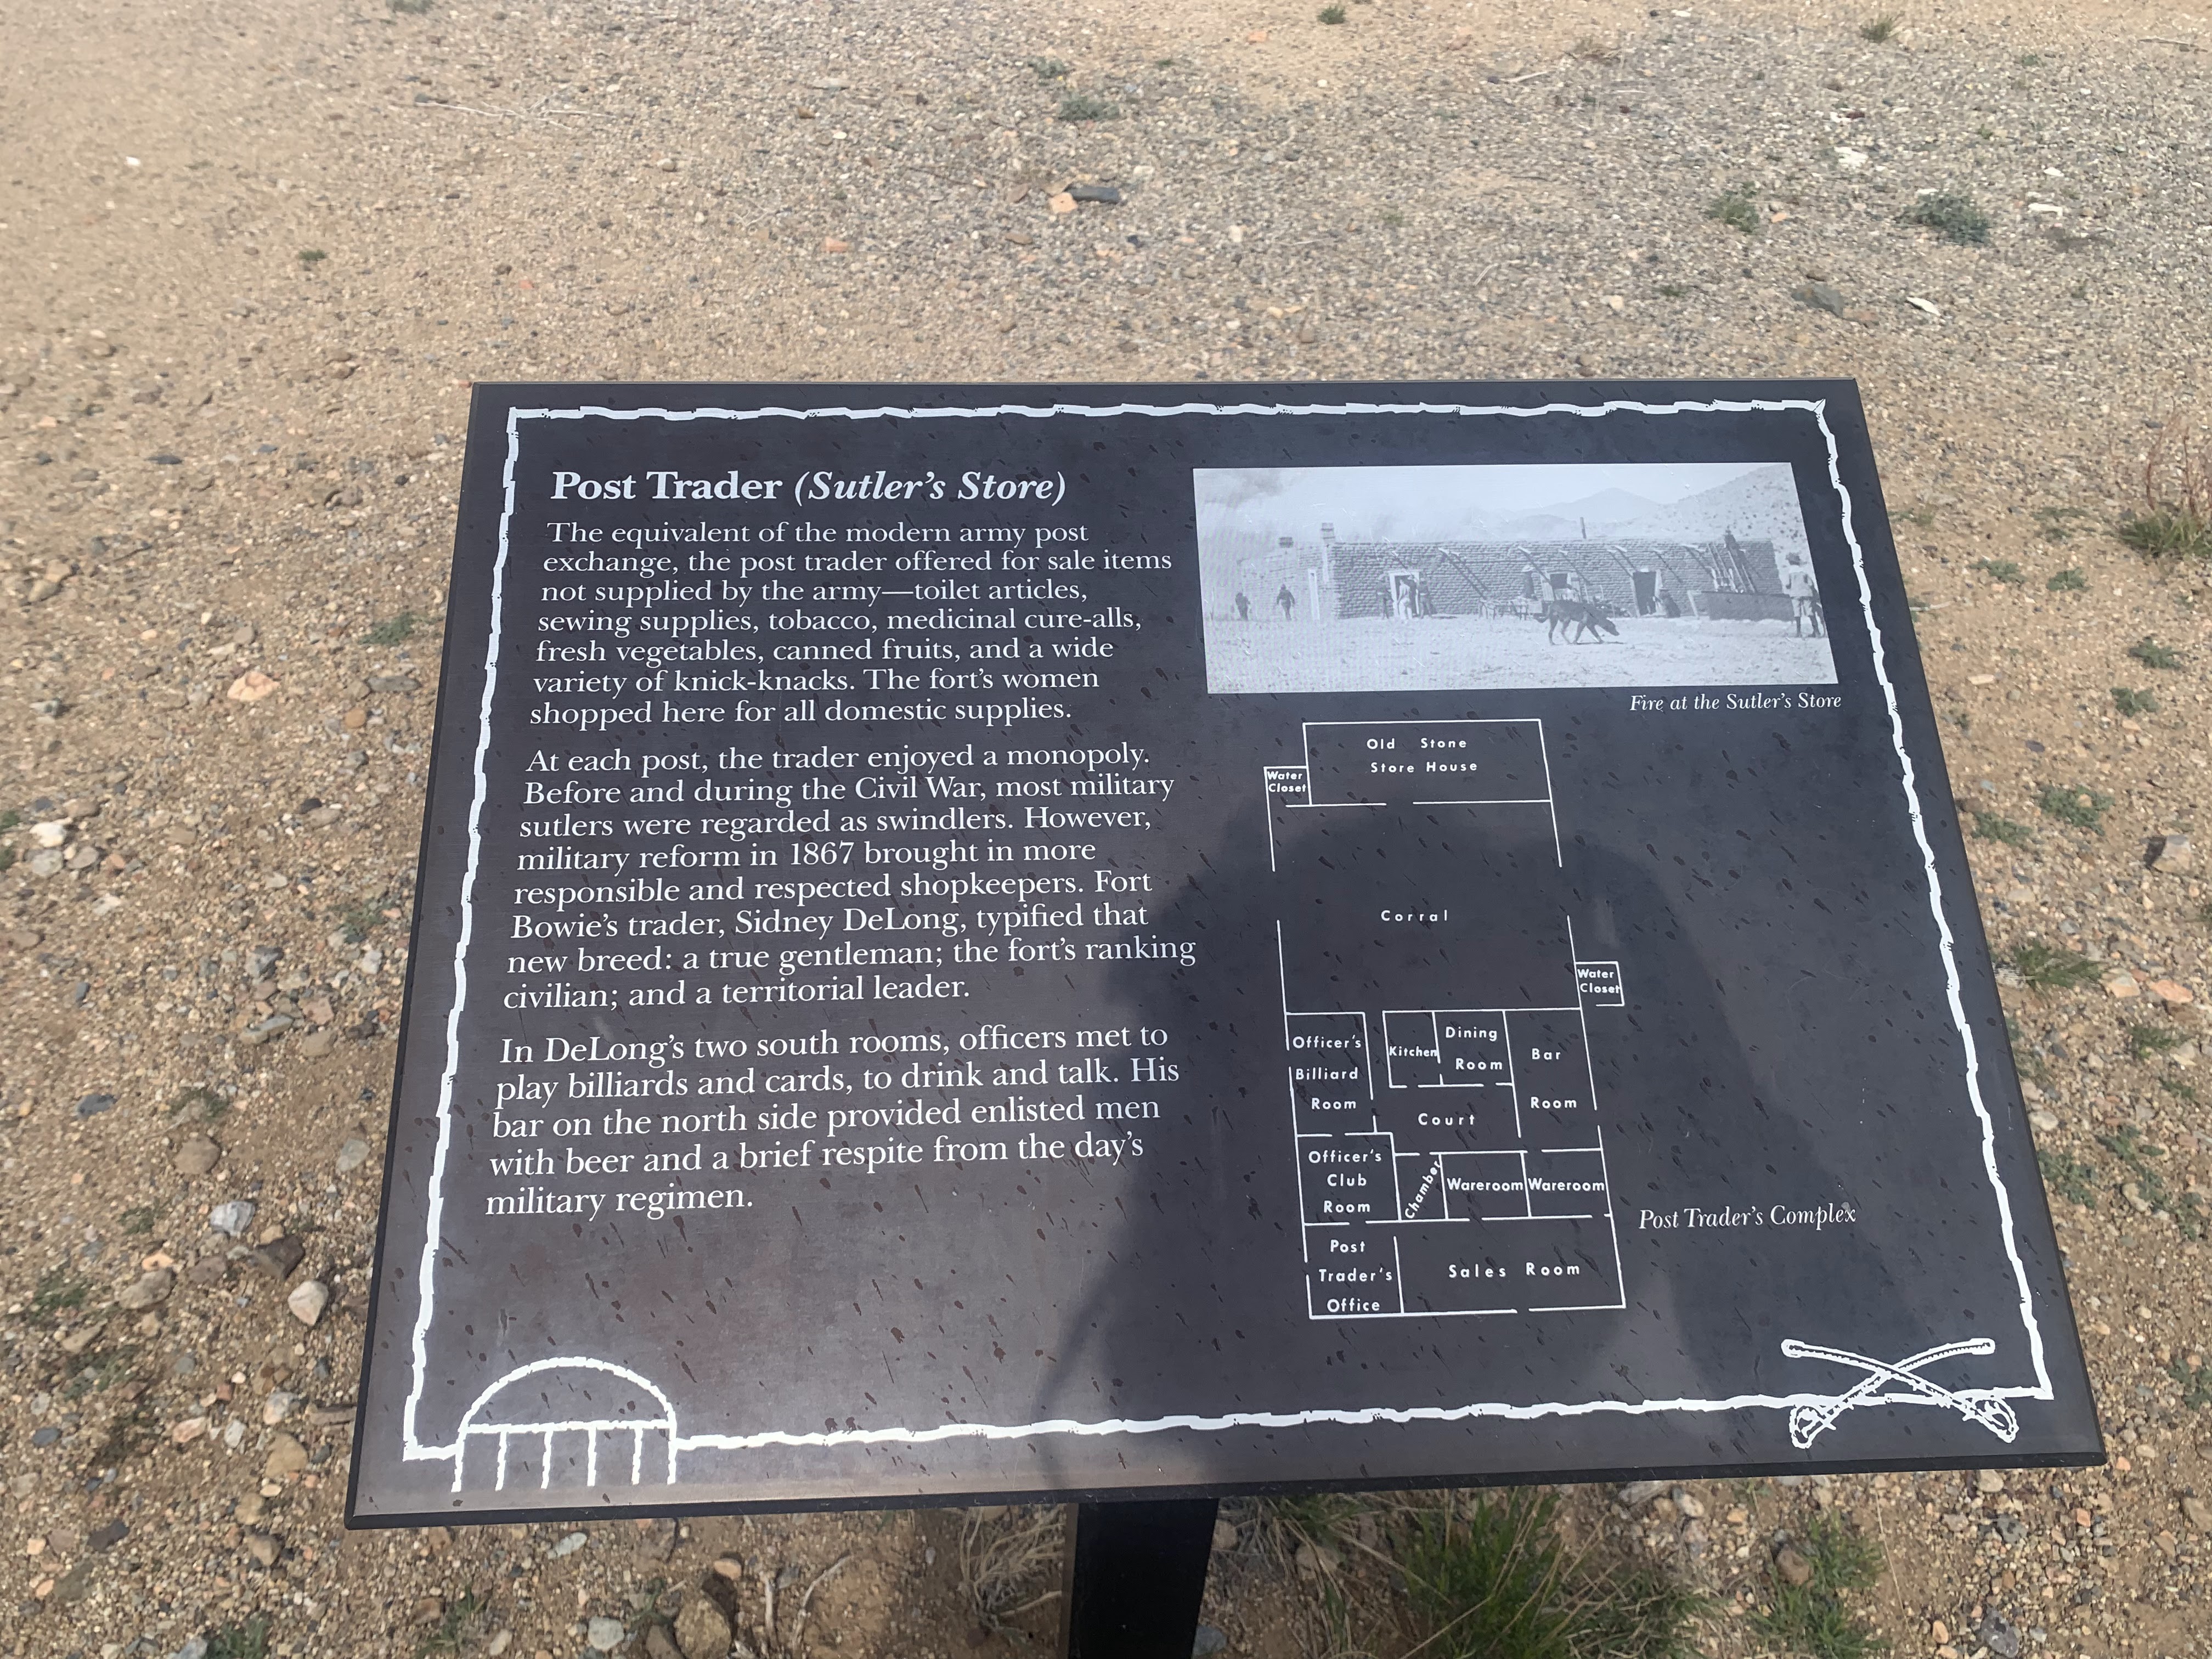 Post Trader (Sutler's Store)
The equivalent of the modern army post
exchange, the post trader offered for sale items
not supplied by the army—toilet articles,
sewing supplies, tobacco, medicinal cure-alls,
fresh vegetables, canned fruits, and a wide
variety of knick-knacks. The fort's women
shopped here for all domestic supplies.
At each post, the trader enjoyed a monopoly.
Before and during the Civil War, most military
sutlers were regarded as swindlers. However,
military reform in 1867 brought in more
responsible and respected shopkeepers. Fort
Bowie's trader, Sidney DeLong, typified that
new breed: a true gentleman; the fort's ranking
civilian; and a territorial leader.
In DeLong's two south rooms, officers met to
play billiards and cards, to drink and talk. His
bar on the north side provided enlisted men
with beer and a brief respite from the day's
military regimen.
Fire at the Sutler's Store
Old Stone
Store House
Water
Closet
Corral
Water
Closet
Officer's
Billiard
Room
Kitchen
Dining
Room
Bar
Room
Court
Officer's
Club
Room
Chamber
Wareroom
Wareroom
Post
Trader's
Office
Sales Room
Post Trader's Complex